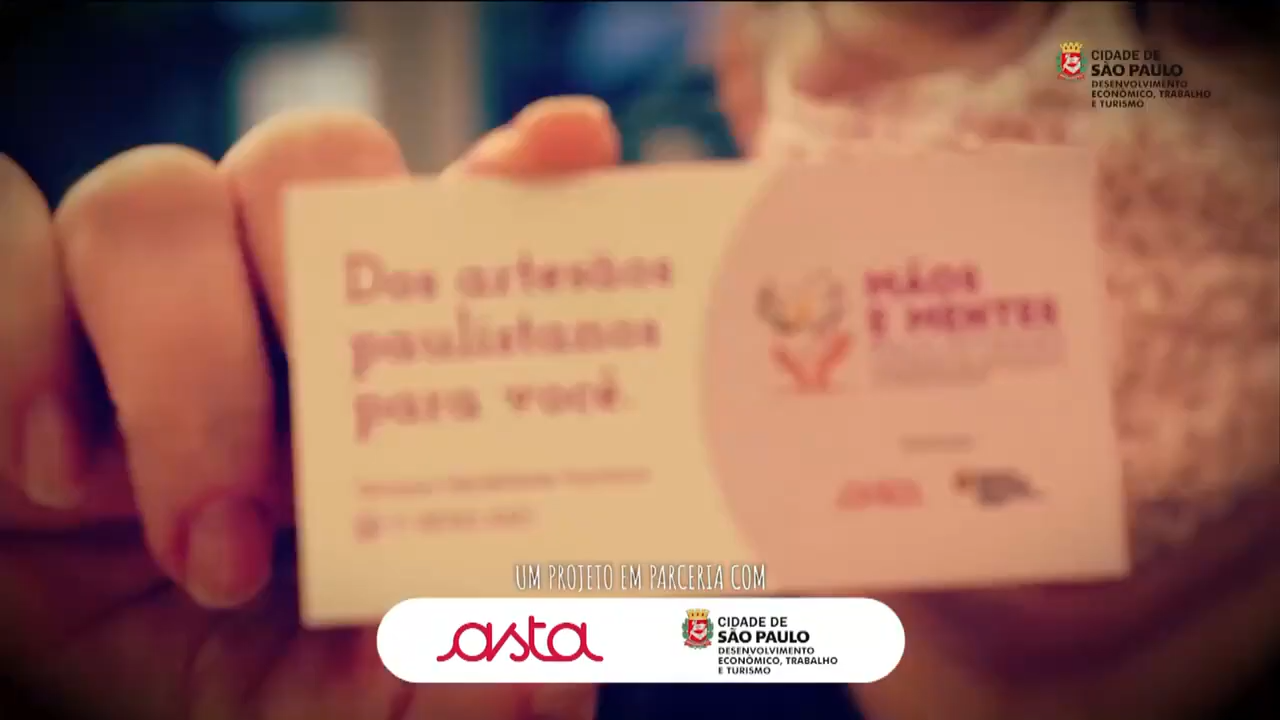 CIDADE DE
SÃO PAULO
DESENVOLVIMENTO
ECONÔMICO, TRABALHO
E TURISMO
Dos artesãos
paulistanos
para você.
MÃOS
E MENTES
UM PROJETO EM PARCERIA COM
asta
CIDADE DE
SÃO PAULO
DESENVOLVIMENTO
ECONÔMICO, TRABALHO
E TURISMO